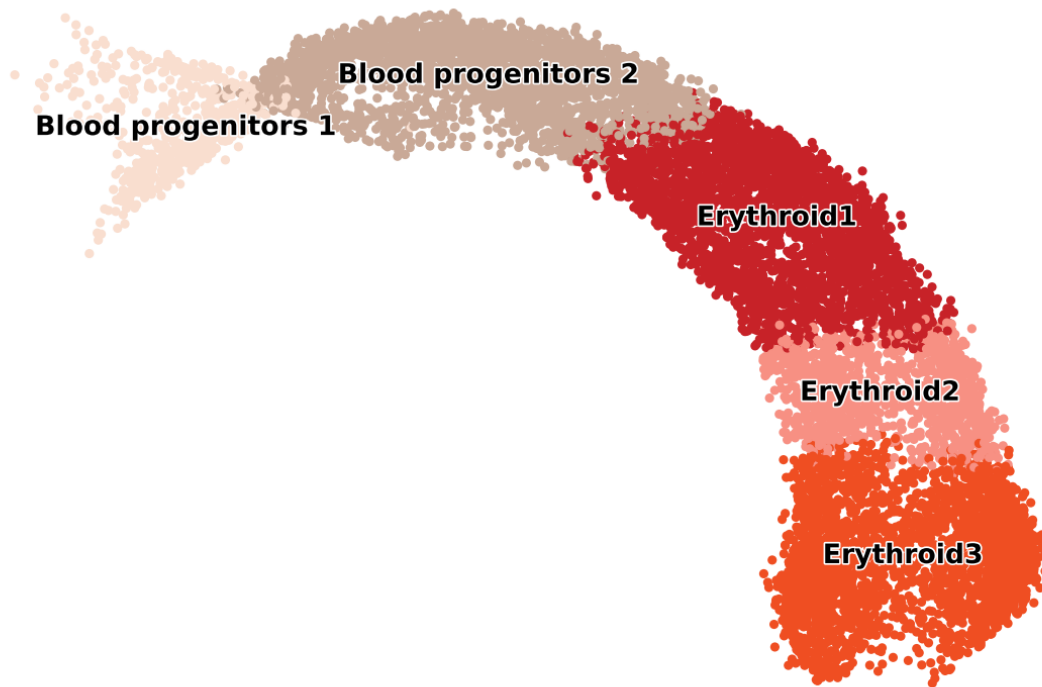 Blood progenitors 2
Blood progenitors 1
Erythroid1
Erythroid2
Erythroid3